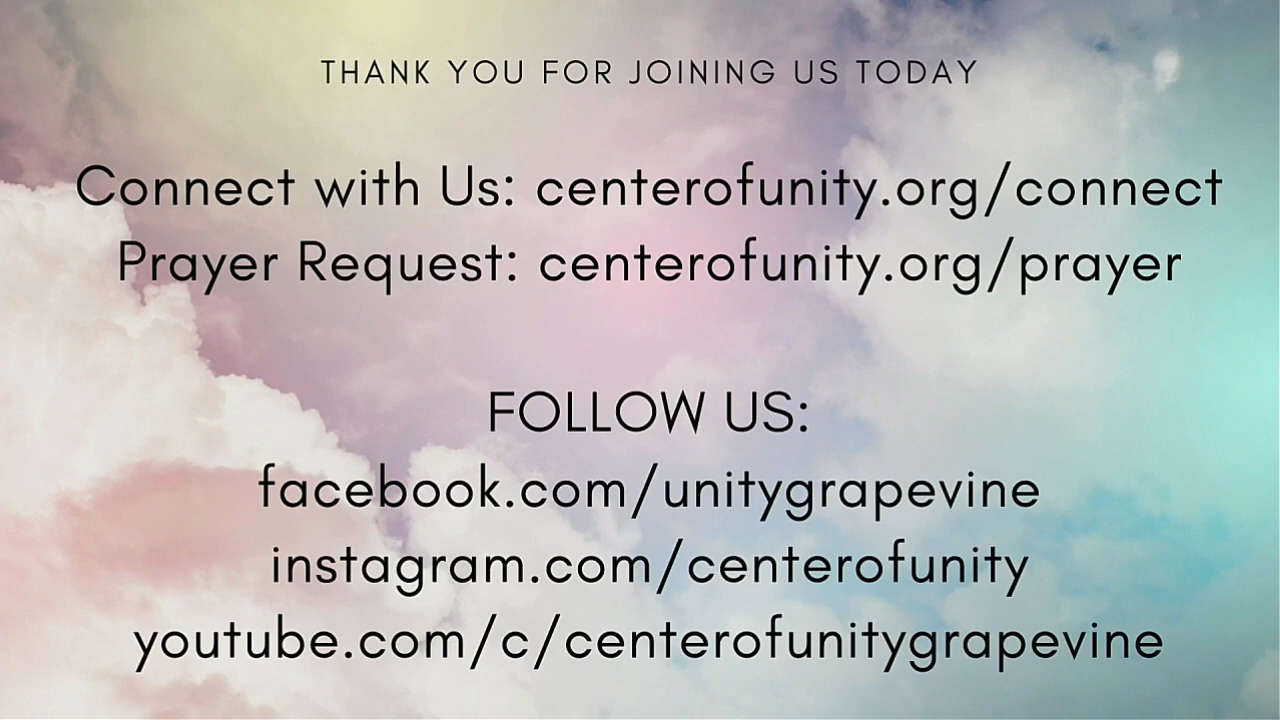 THANK YOU FOR JOINING US TODAY
Connect with Us: centerofunity.org/connect
Prayer Request: centerofunity.org/prayer
FOLLOW US:
facebook.com/unitygrapevine
instagram.com/centerofunity
youtube.com/c/centerofunitygrapevine